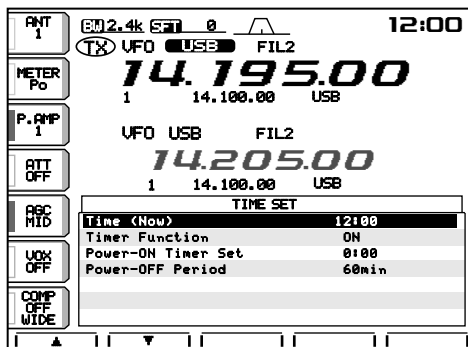 ANT
1
BW 2.4k SFT 0
12:00
TX VFO USB FIL2
METER
Po
14.195.00
1 14.100.00 USB
P.AMP
1
VFO USB FIL2
ATT
OFF
14.205.00
1 14.100.00 USB
AGC
MID
TIME SET
Time (Now) 12:00
Timer Function ON
VOX
OFF
Power-ON Timer Set 0:00
Power-OFF Period 60min
COMP
OFF
WIDE